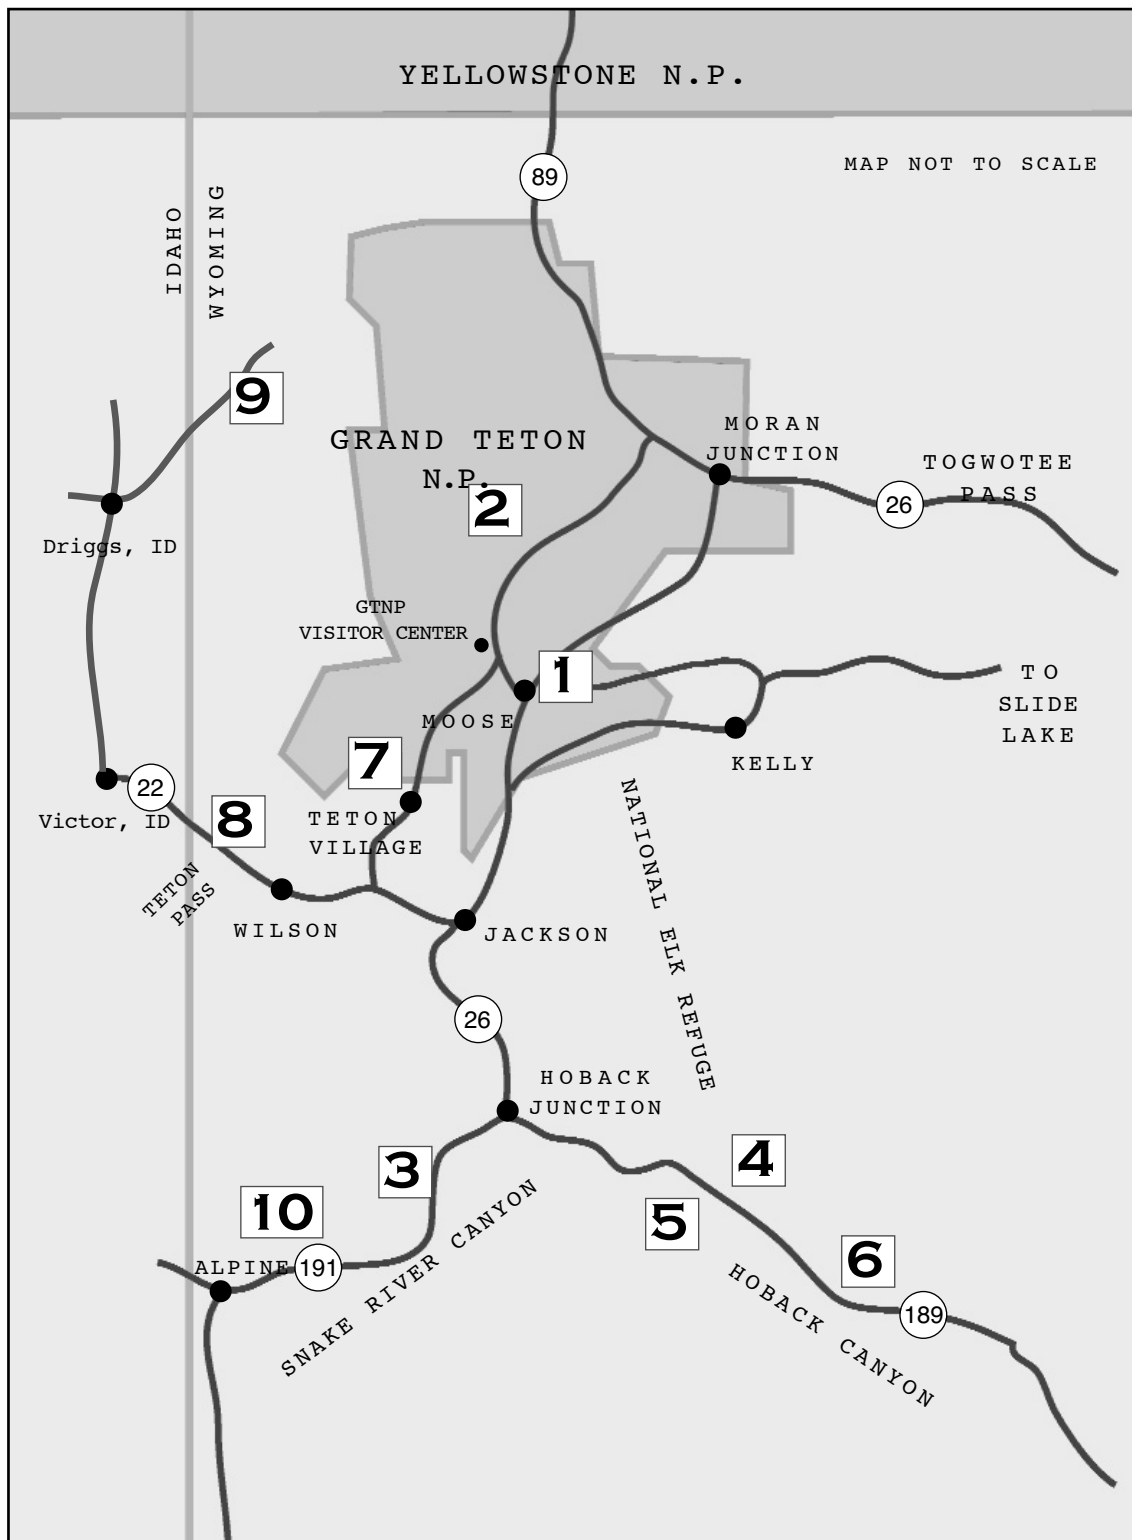 YELLOWSTONE N.P.
MAP NOT TO SCALE
89
IDAHO
WYOMING
9
GRAND TETON
N.P.
2
MORAN
JUNCTION
TOGWOTEE
PASS
26
Driggs, ID
GTNP
VISITOR CENTER
1
MOOSE
TO
SLIDE
LAKE
KELLY
7
22
Victor, ID
8
TETON
VILLAGE
TETON
PASS
WILSON
JACKSON
NATIONAL ELK REFUGE
26
HOBACK
JUNCTION
3
4
5
6
10
ALPINE
191
SNAKE RIVER CANYON
HOBACK CANYON
189